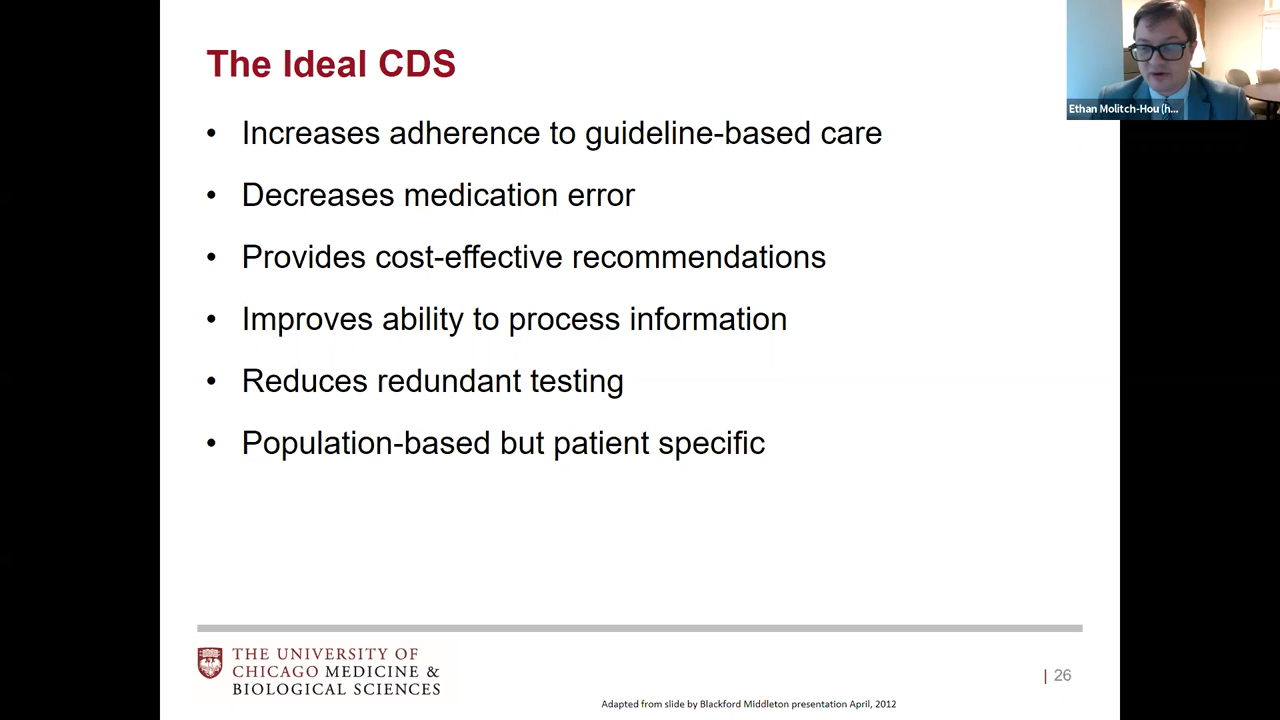 The Ideal CDS
Ethan Molitch-Hou (h...
• Increases adherence to guideline-based care
• Decreases medication error
• Provides cost-effective recommendations
• Improves ability to process information
• Reduces redundant testing
• Population-based but patient specific
THE UNIVERSITY OF
CHICAGO MEDICINE &
BIOLOGICAL SCIENCES
| 26
Adapted from slide by Blackford Middleton presentation April, 2012